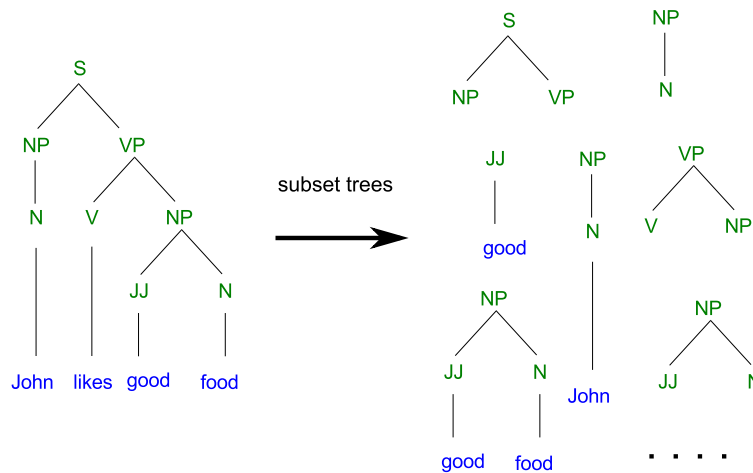 S
NP VP
N V NP
JJ N
John likes good food
subset trees
S
NP VP
NP
N
JJ
good
NP
N
John
VP
V NP
NP
JJ N
good food
NP
JJ N
. . . .